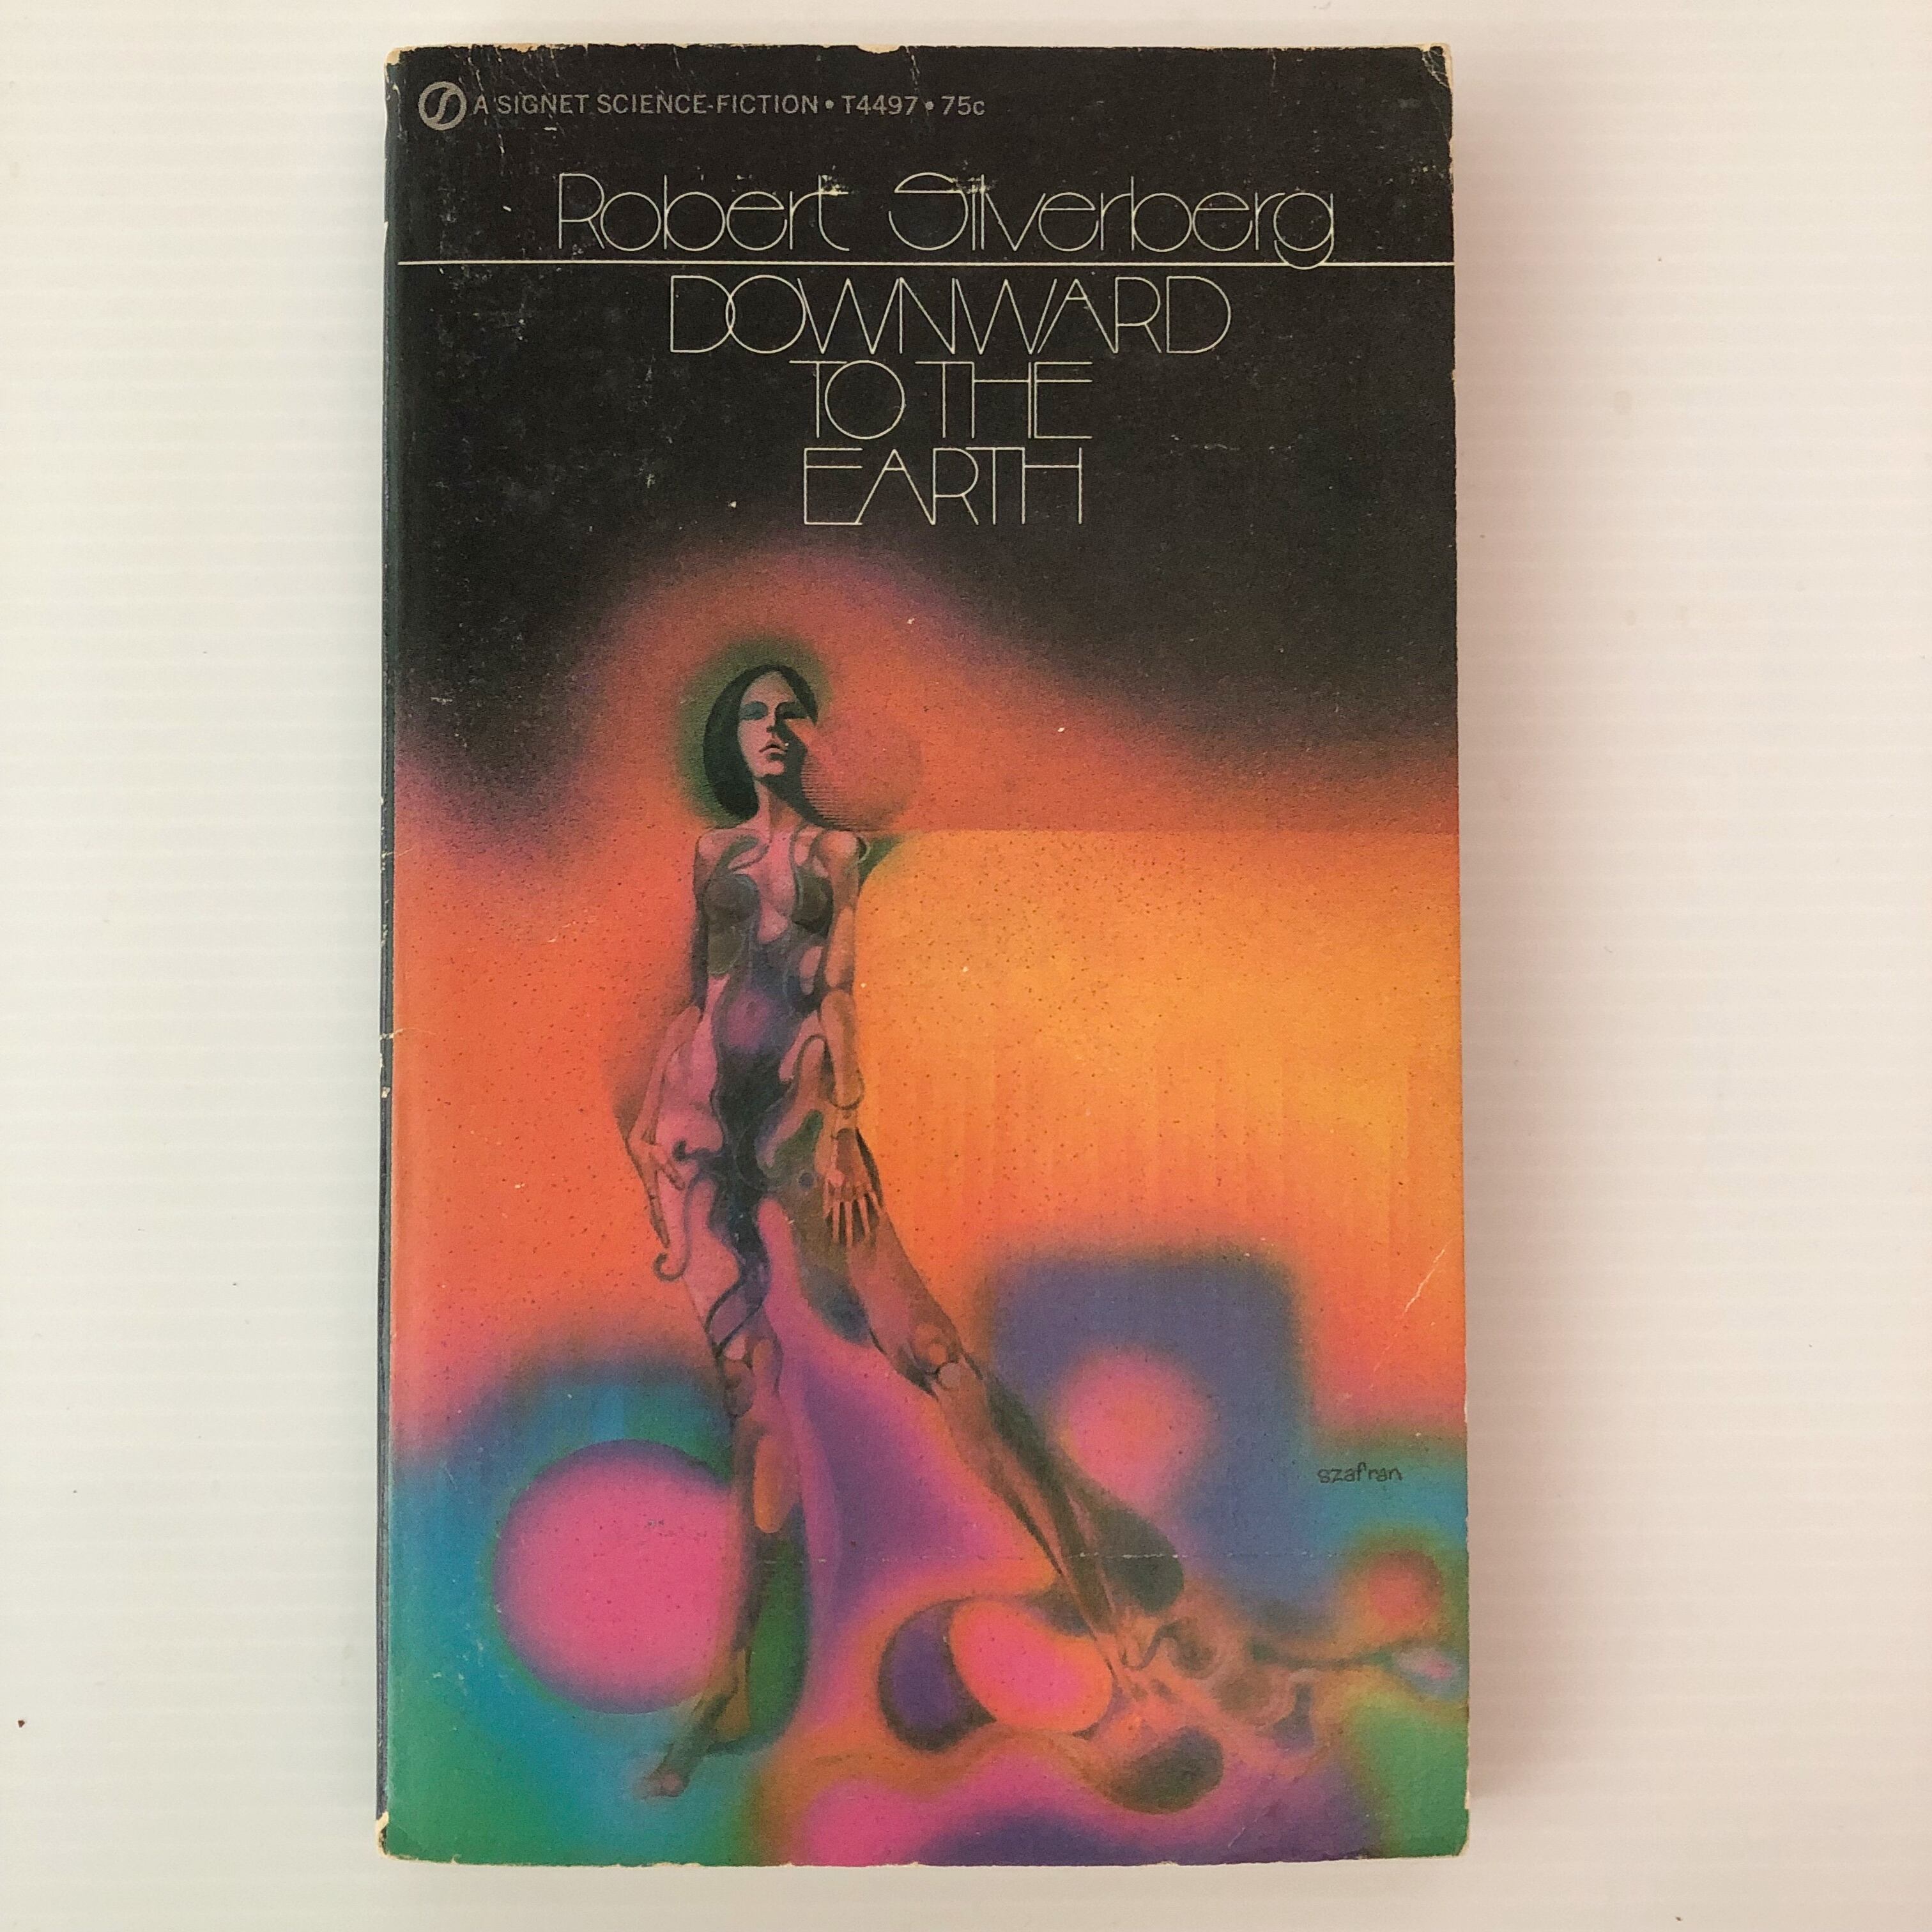 A SIGNET SCIENCE-FICTION • T4497 • 75c
Robert Silverberg
DOWNWARD
TO THE
EARTH
szafran